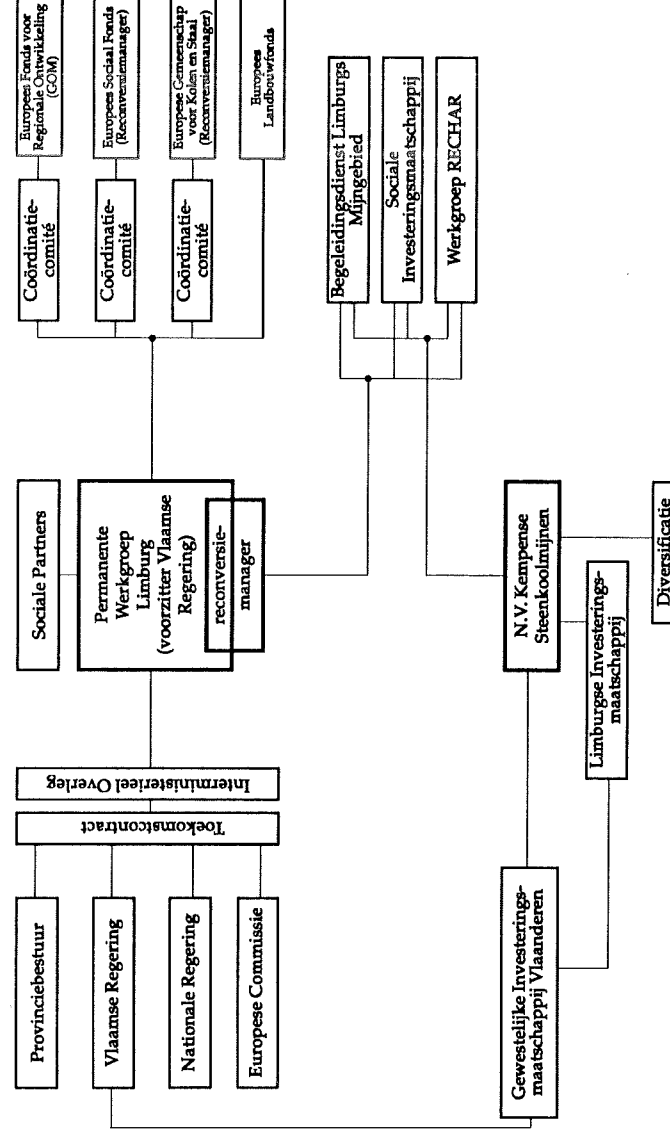 Provinciebestuur
Vlaamse Regering
Nationale Regering
Europese Commissie
Toekomstcontract
Interministerieel Overleg
Sociale Partners
Permanente
Werkgroep
Limburg
(voorzitter Vlaamse
Regering)
reconversie-
manager
Coördinatie-
comité
Coördinatie-
comité
Coördinatie-
comité
Europees Fonds voor
Regionale Ontwikkeling
(GOM)
Europees Sociaal Fonds
(Reconversiemanager)
Europese Gemeenschap
voor Kolen en Staal
(Reconversiemanager)
Europees
Landbouwfonds
Begeleidingsdienst Limburgs
Mijngebied
Sociale
Investeringsmaatschappij
Werkgroep RECHAR
Gewestelijke Investerings-
maatschappij Vlaanderen
N.V. Kempense
Steenkoolmijnen
Limburgse Investerings-
maatschappij
Diversificatie